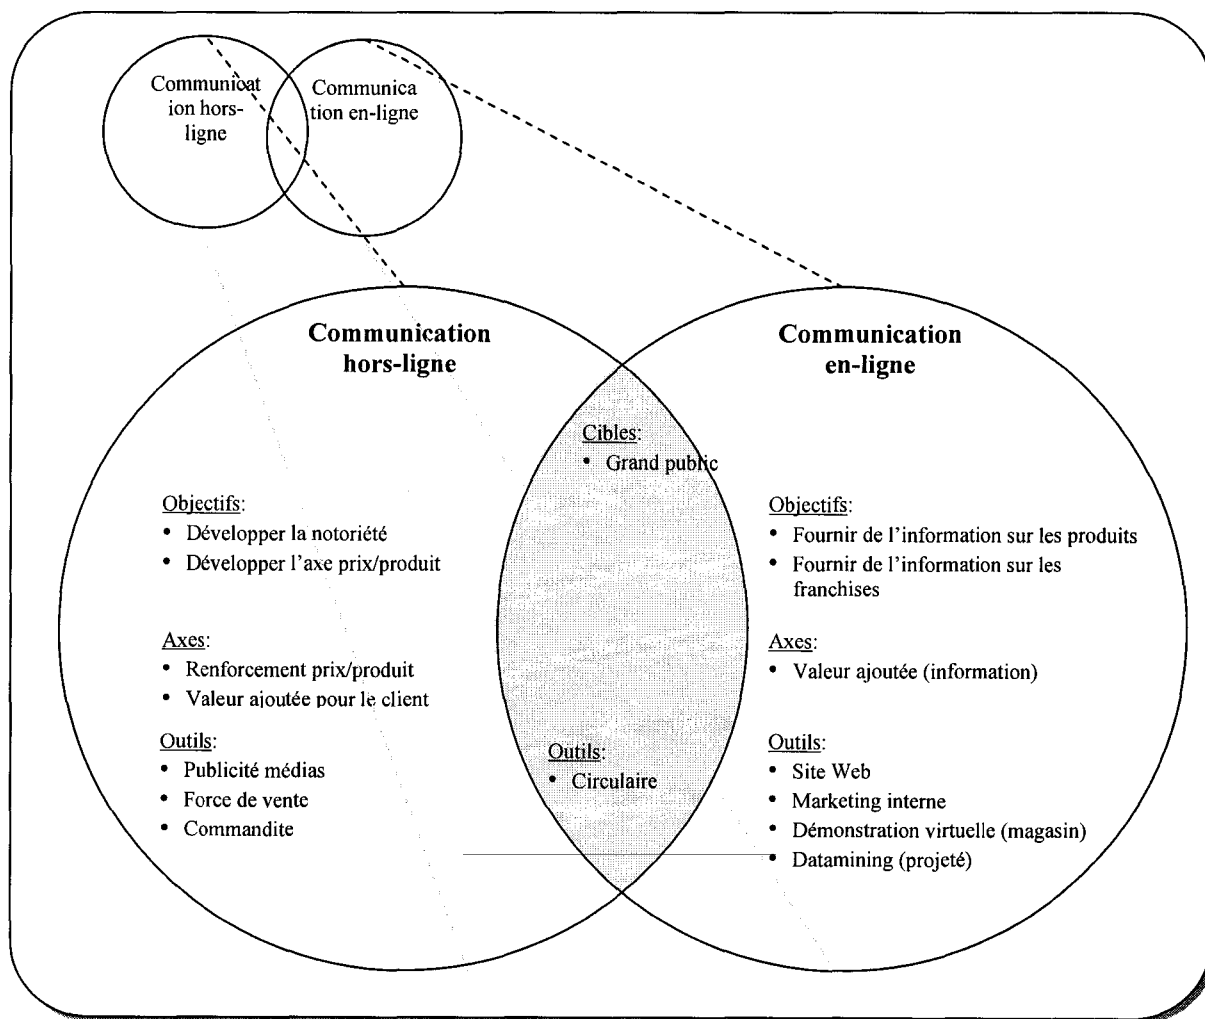 Communicat
ion hors-
ligne
Communica
tion en-ligne
Communication
hors-ligne
Communication
en-ligne
Cibles:
• Grand public
Objectifs:
• Développer la notoriété
• Développer l'axe prix/produit
Axes:
• Renforcement prix/produit
• Valeur ajoutée pour le client
Outils:
• Publicité médias
• Force de vente
• Commandite
Outils:
• Circulaire
Objectifs:
• Fournir de l'information sur les produits
• Fournir de l'information sur les
franchises
Axes:
• Valeur ajoutée (information)
Outils:
• Site Web
• Marketing interne
• Démonstration virtuelle (magasin)
• Datamining (projeté)